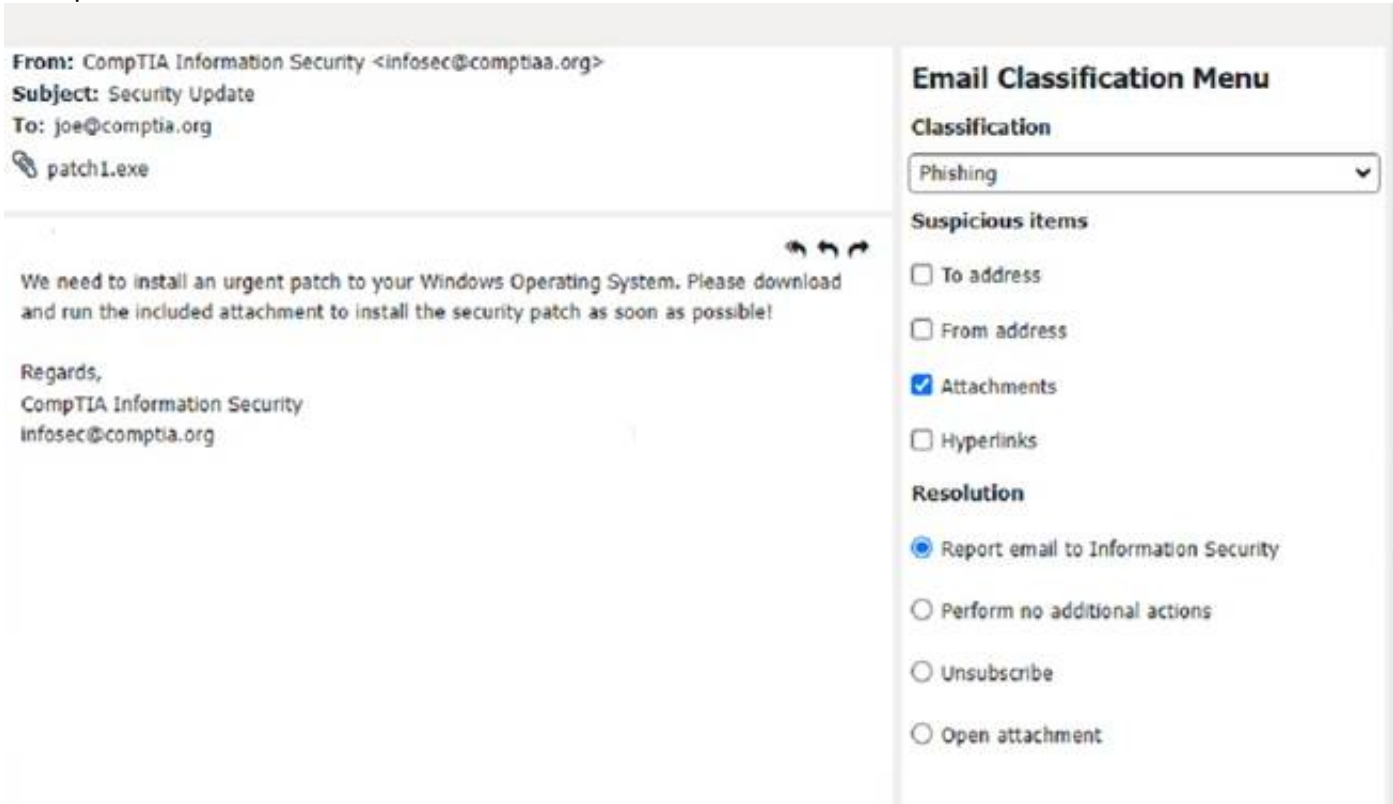 From: CompTIA Information Security <infosec@comptiaa.org>
Subject: Security Update
To: joe@comptia.org
patch1.exe
We need to install an urgent patch to your Windows Operating System. Please download
and run the included attachment to install the security patch as soon as possible!
Regards,
CompTIA Information Security
infosec@comptia.org
Email Classification Menu
Classification
Phishing
Suspicious items
To address
From address
Attachments
Hyperlinks
Resolution
Report email to Information Security
Perform no additional actions
Unsubscribe
Open attachment